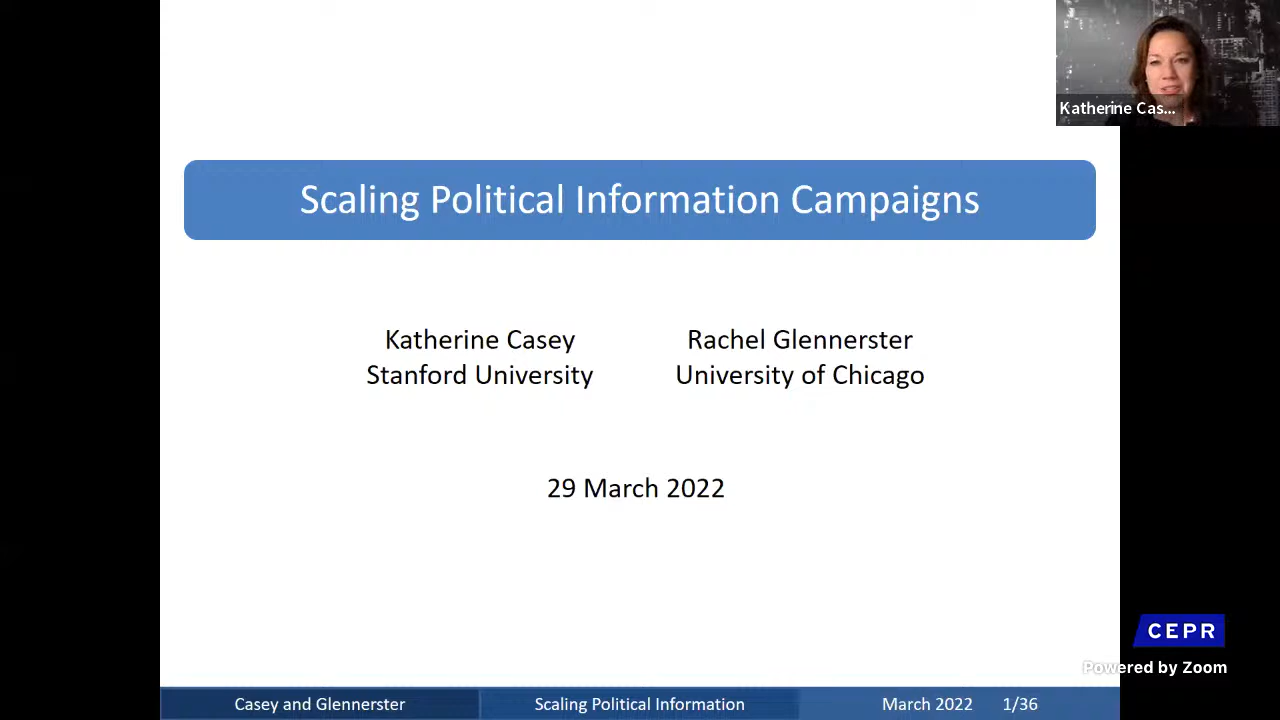 Katherine Cas...
Scaling Political Information Campaigns
Katherine Casey
Stanford University
Rachel Glennerster
University of Chicago
29 March 2022
CEPR
Powered by Zoom
Casey and Glennerster
Scaling Political Information
March 2022 1/36